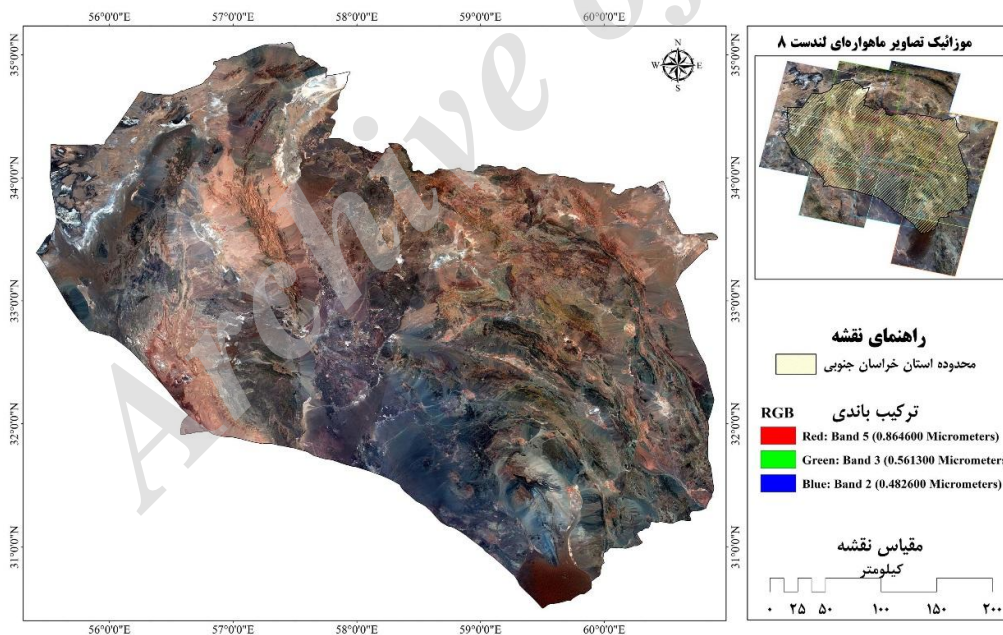 56°0'0"E 57°0'0"E 58°0'0"E 59°0'0"E 60°0'0"E
35°0'0"N
34°0'0"N
33°0'0"N
32°0'0"N
31°0'0"N
N
W E
S
35°0'0"N
34°0'0"N
33°0'0"N
32°0'0"N
31°0'0"N
56°0'0"E 57°0'0"E 58°0'0"E 59°0'0"E 60°0'0"E
Archive of
موزائیک تصاویر ماهواره‌ای لندست ۸
راهنمای نقشه
محدوده استان خراسان جنوبی
RGB ترکیب باندی
Red: Band 5 (0.864600 Micrometers)
Green: Band 3 (0.561300 Micrometers
Blue: Band 2 (0.482600 Micrometers)
مقیاس نقشه
کیلومتر
۰ ۲۵ ۵۰ ۱۰۰ ۱۵۰ ۲۰۰